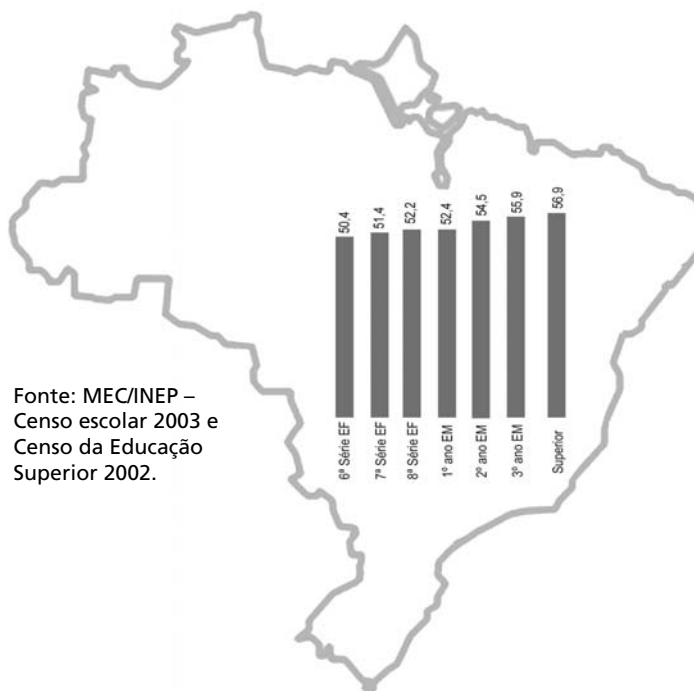 50,4
51,4
52,2
52,4
54,5
55,9
56,9
Fonte: MEC/INEP –
Censo escolar 2003 e
Censo da Educação
Superior 2002.
6ª Série EF
7ª Série EF
8ª Série EF
1º ano EM
2º ano EM
3º ano EM
Superior